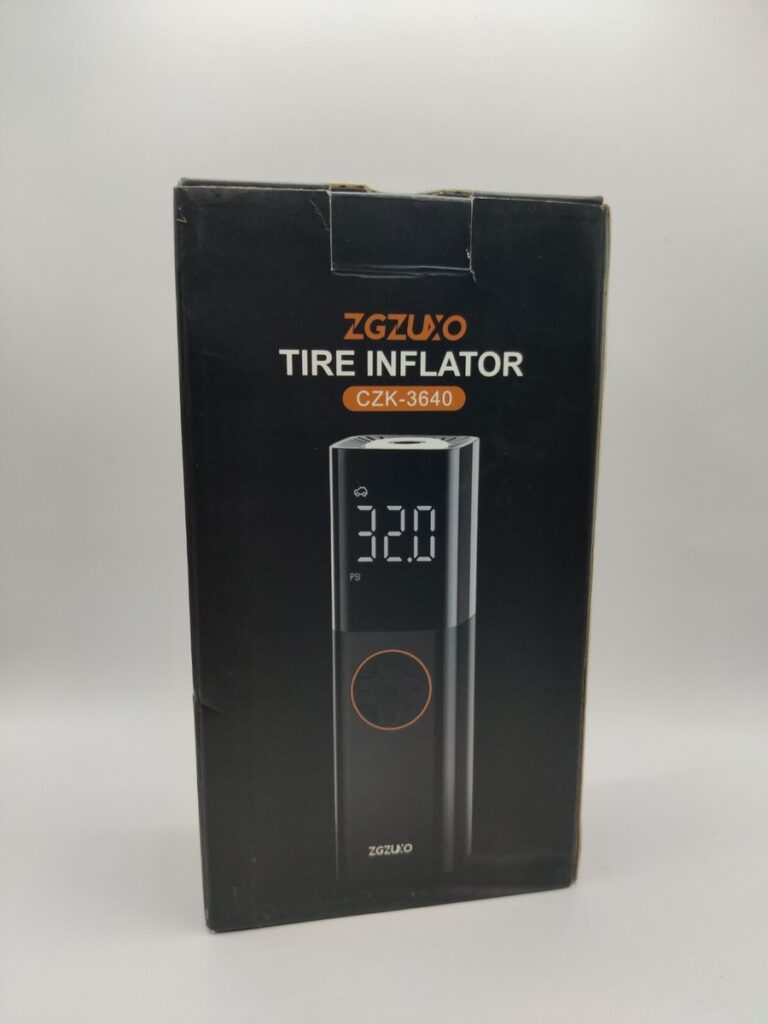 ZGZUXO
TIRE INFLATOR
CZK-3640
32.0
PSI
ZGZUXO